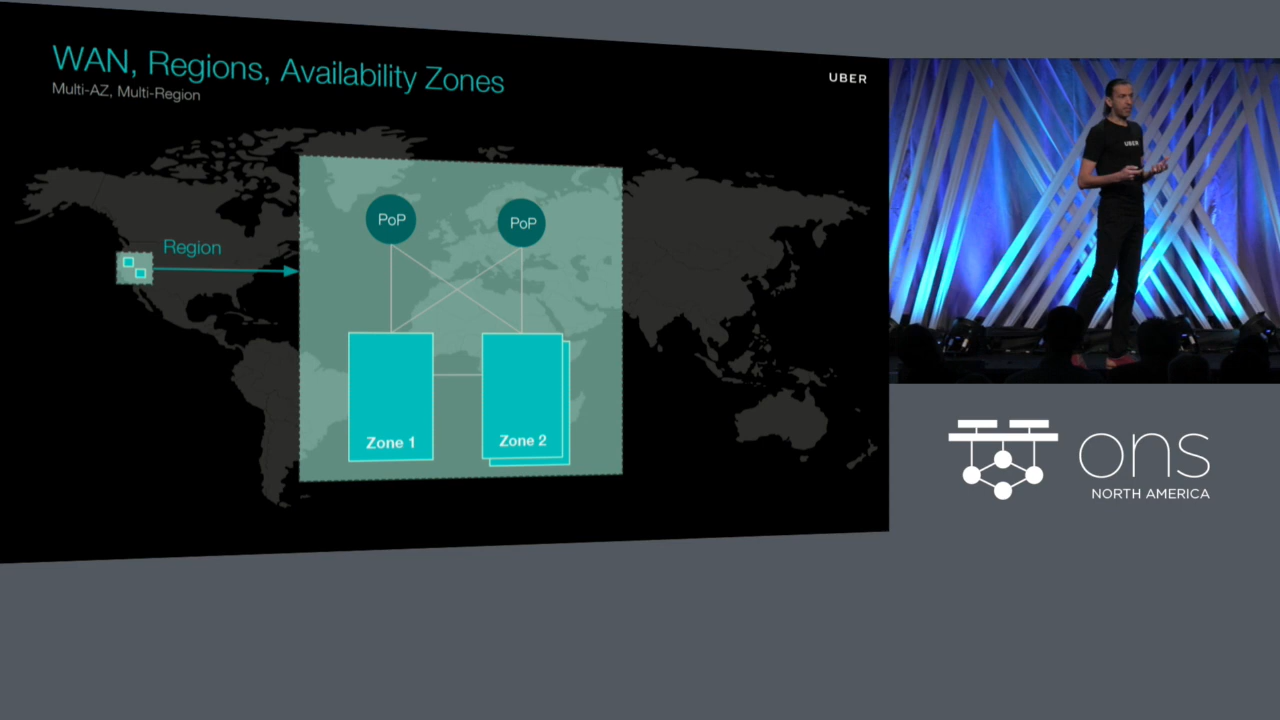 WAN, Regions, Availability Zones
Multi-AZ, Multi-Region
UBER
PoP
PoP
Region
Zone 1
Zone 2
UBER
ons
NORTH AMERICA